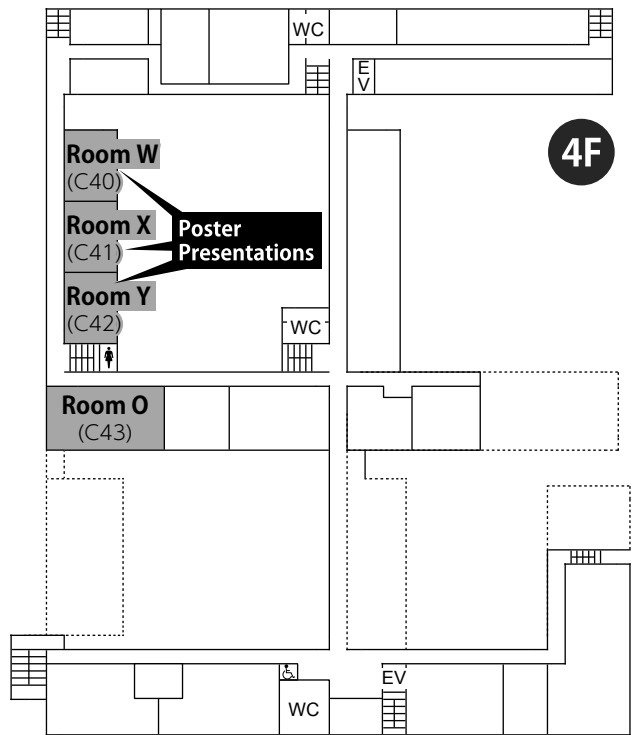 WC
E
V
4F
Room W
(C40)
Room X
(C41)
Poster
Presentations
Room Y
(C42)
WC
Room O
(C43)
EV
WC